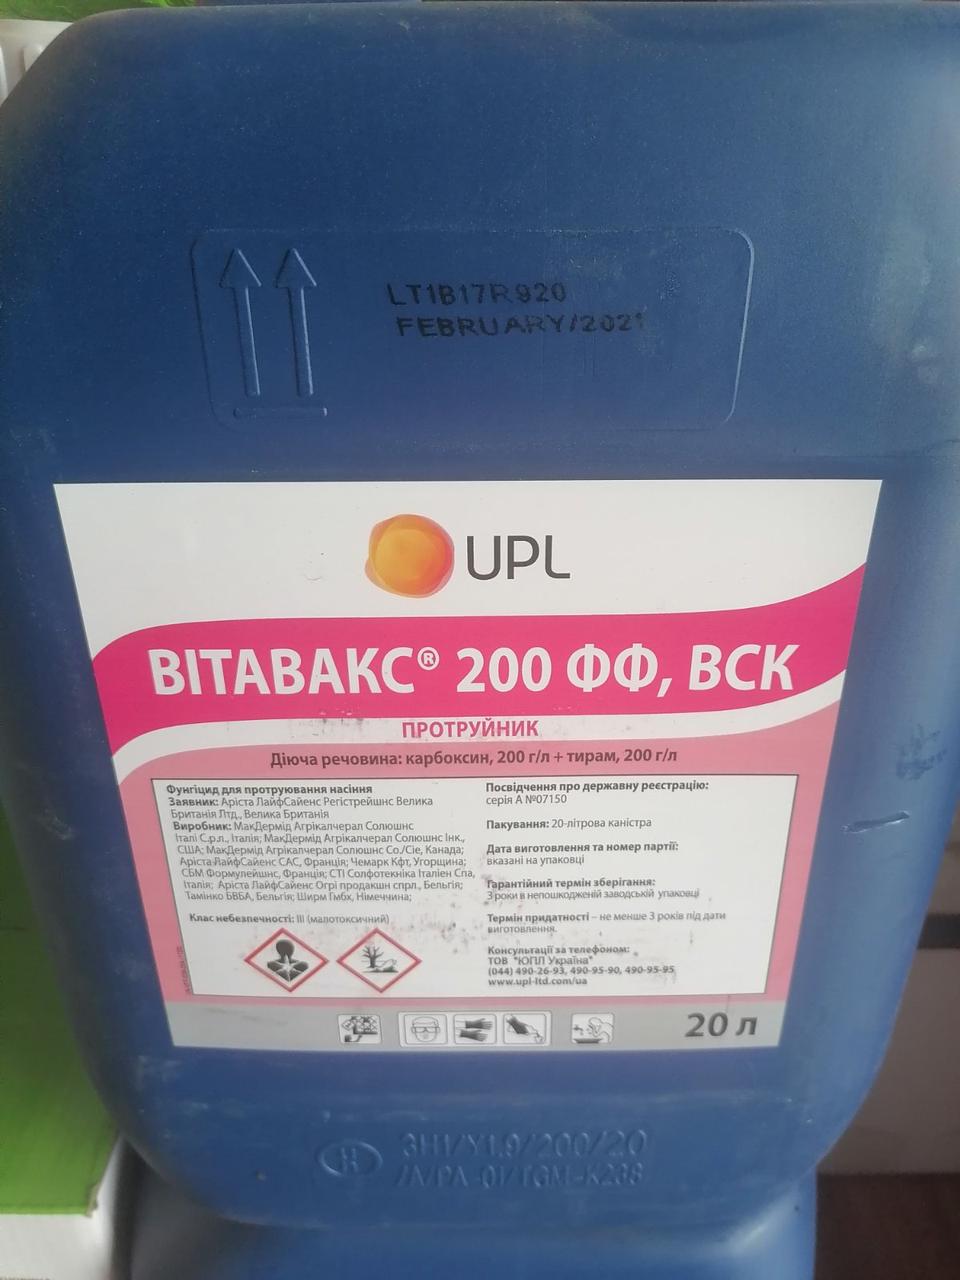 LT1B17R920
FEBRUARY/2021
UPL
ВІТАВАКС® 200 ФФ, ВСК
ПРОТРУЙНИК
Діюча речовина: карбоксин, 200 г/л + тирам, 200 г/л
Фунгіцид для протруювання насіння
Заявник: Аріста ЛайфСайенс Регістрейшнс Велика
Британія Лтд., Велика Британія
Виробник: МакДермід Агрікалчерал Солюшнс
Італі С.р.л., Італія; МакДермід Агрікалчерал Солюшнс Інк.,
США; МакДермід Агрікалчерал Солюшнс Со./Сіе, Канада;
Аріста ЛайфСайенс САС, Франція; Чемарк Кфт, Угорщина;
СБМ Формулейшнс, Франція; СТІ Солфотекніка Італіен Спа,
Італія; Аріста ЛайфСайенс Огрі продакшн спрл., Бельгія;
Тамінко БВБА, Бельгія; Ширм Гмбх, Німеччина;
Клас небезпечності: III (малотоксичний)
Посвідчення про державну реєстрацію:
серія А №07150
Пакування: 20-літрова каністра
Дата виготовлення та номер партії:
вказані на упаковці
Гарантійний термін зберігання:
3 роки в непошкодженій заводській упаковці
Термін придатності – не менше 3 років від дати
виготовлення.
Консультації за телефоном:
ТОВ "ЮПЛ Україна"
(044) 490-26-93, 490-95-90, 490-95-95
www.upl-ltd.com/ua
20 л
3H1/Y1.9/200/20
/A/PA-01/TGM-K238